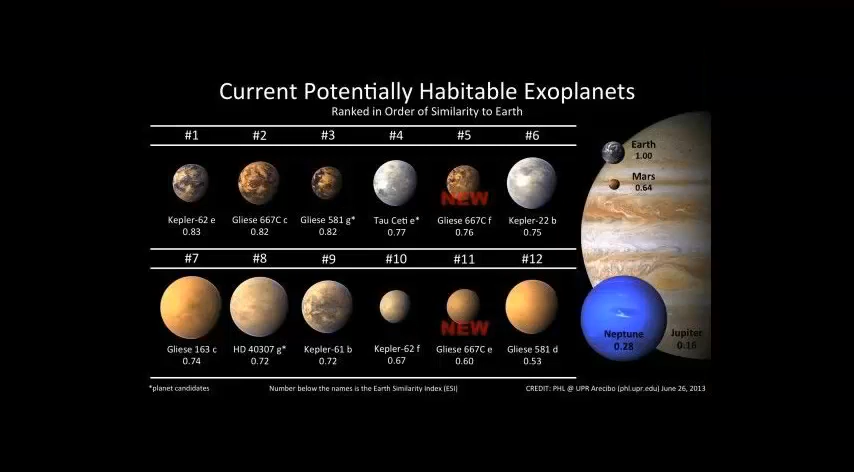 Current Potentially Habitable Exoplanets
Ranked in Order of Similarity to Earth
#1 #2 #3 #4 #5 #6
NEW
Kepler-62 e Gliese 667C c Gliese 581 g* Tau Ceti e* Gliese 667C f Kepler-22 b
0.83 0.82 0.82 0.77 0.76 0.75
#7 #8 #9 #10 #11 #12
NEW
Gliese 163 c HD 40307 g* Kepler-61 b Kepler-62 f Gliese 667C e Gliese 581 d
0.74 0.72 0.72 0.67 0.60 0.53
Earth
1.00
Mars
0.64
Neptune
0.28
Jupiter
0.16
*planet candidates
Number below the names is the Earth Similarity Index (ESI)
CREDIT: PHL @ UPR Arecibo (phl.upr.edu) June 26, 2013